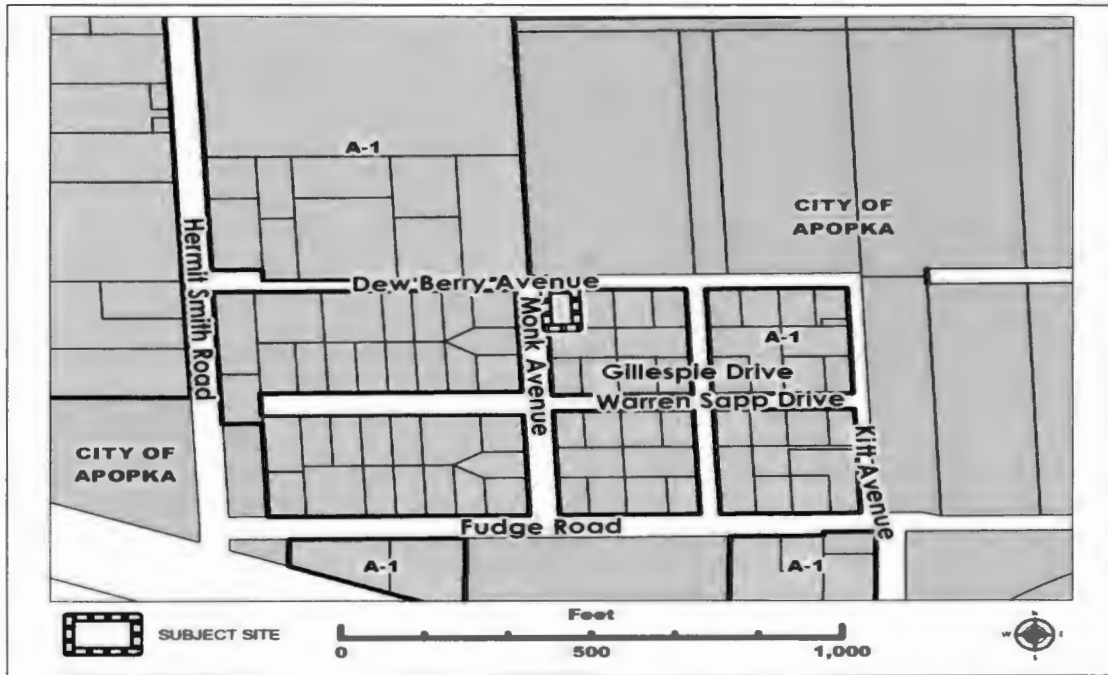 A-1
CITY OF
APOPKA
Hermit Smith Road
Dew Berry Avenue
Monk Avenue
A-1
Gillespie Drive
Warren Sapp Drive
CITY OF
APOPKA
Kitt Avenue
Fudge Road
A-1
A-1
SUBJECT SITE
Feet
0
500
1,000
N
W
E
S